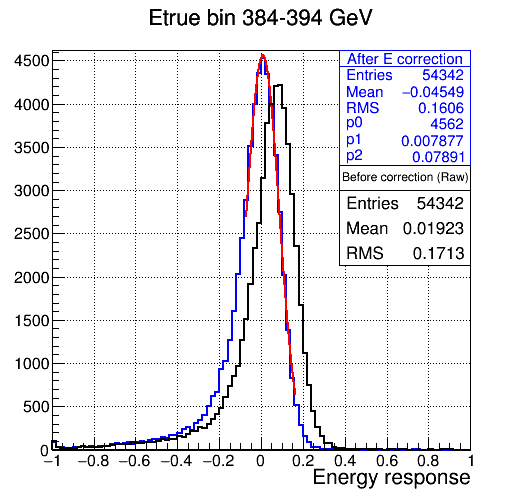 Etrue bin 384-394 GeV
After E correction
Entries 54342
Mean −0.04549
RMS 0.1606
p0 4562
p1 0.007877
p2 0.07891
Before correction (Raw)
Entries 54342
Mean 0.01923
RMS 0.1713
4500
4000
3500
3000
2500
2000
1500
1000
500
0
−1 −0.8 −0.6 −0.4 −0.2 0 0.2 0.4 0.6 0.8 1
Energy response